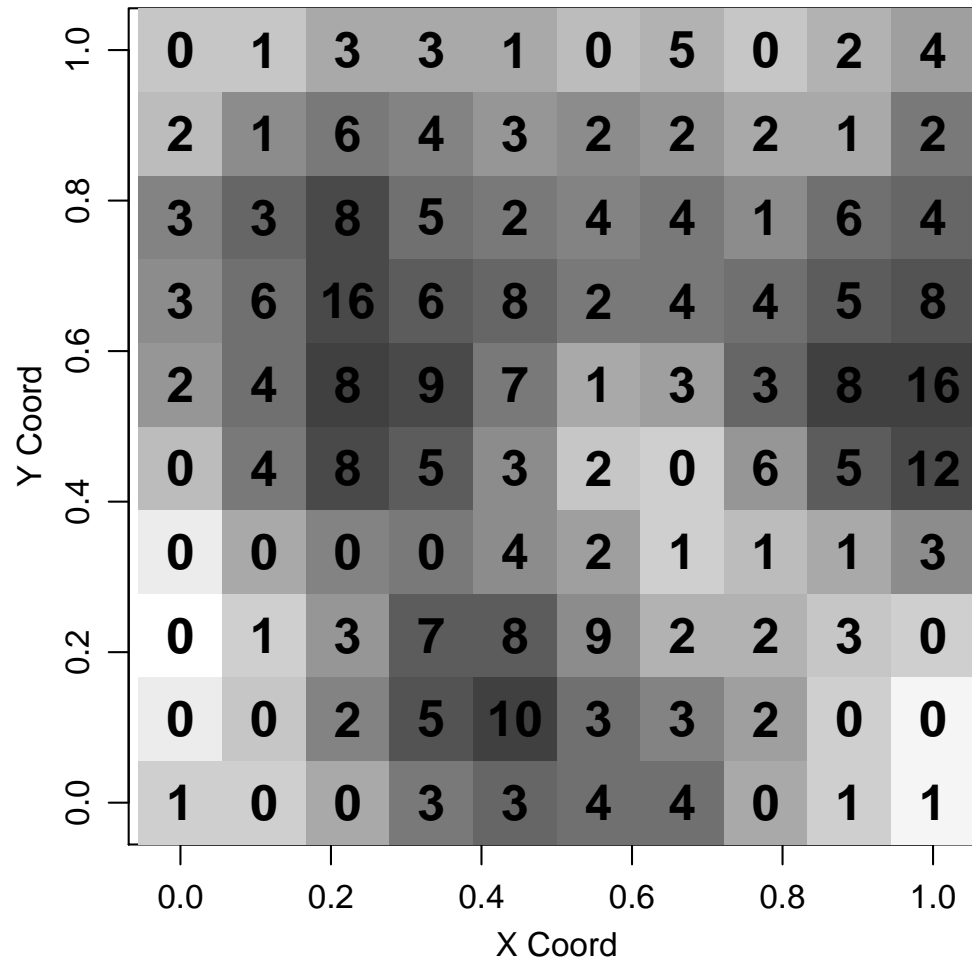 1.0 0 1 3 3 1 0 5 0 2 4
2 1 6 4 3 2 2 2 1 2
0.8 3 3 8 5 2 4 4 1 6 4
3 6 16 6 8 2 4 4 5 8
0.6 2 4 8 9 7 1 3 3 8 16
Y Coord
0.4 0 4 8 5 3 2 0 6 5 12
0 0 0 0 4 2 1 1 1 3
0.2 0 1 3 7 8 9 2 2 3 0
0 0 2 5 10 3 3 2 0 0
0.0 1 0 0 3 3 4 4 0 1 1
0.0 0.2 0.4 0.6 0.8 1.0
X Coord